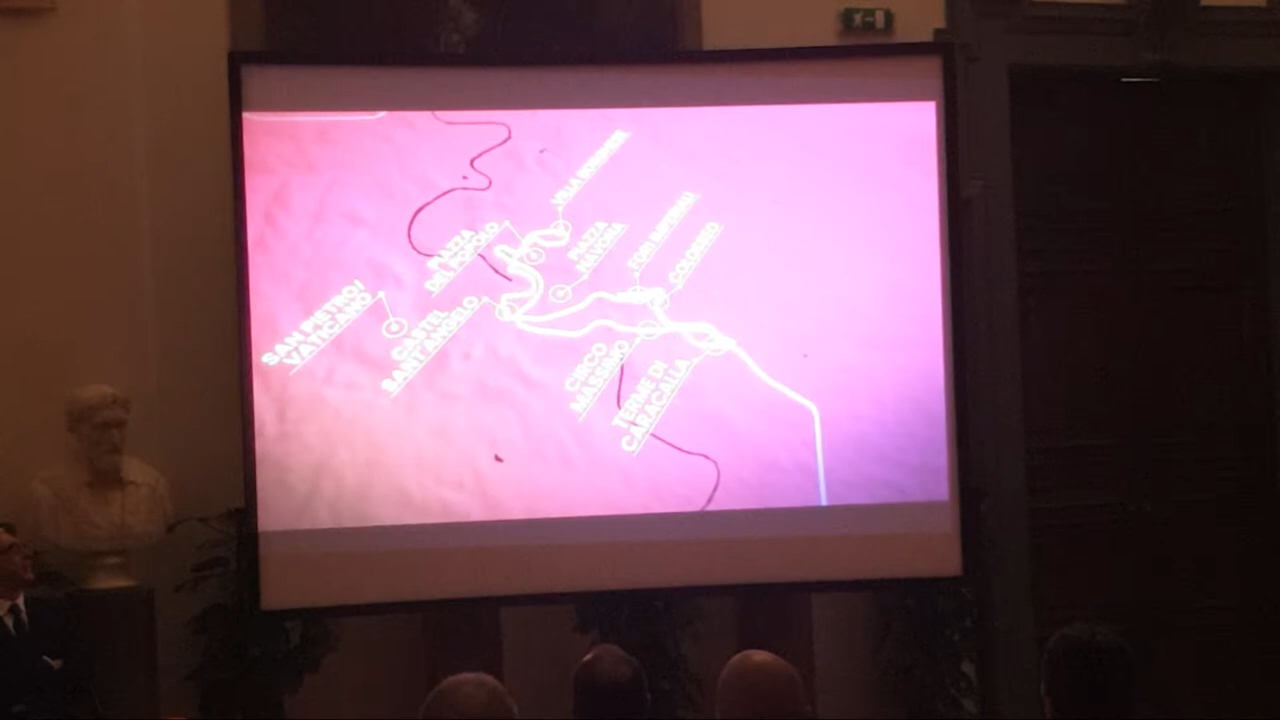 VILLA BORGHESE
PIAZZA
DEL POPOLO
PIAZZA
NAVONA
FORI IMPERIALI
COLOSSEO
SAN PIETRO/
VATICANO
CASTEL
SANT'ANGELO
CIRCO
MASSIMO
TERME DI
CARACALLA